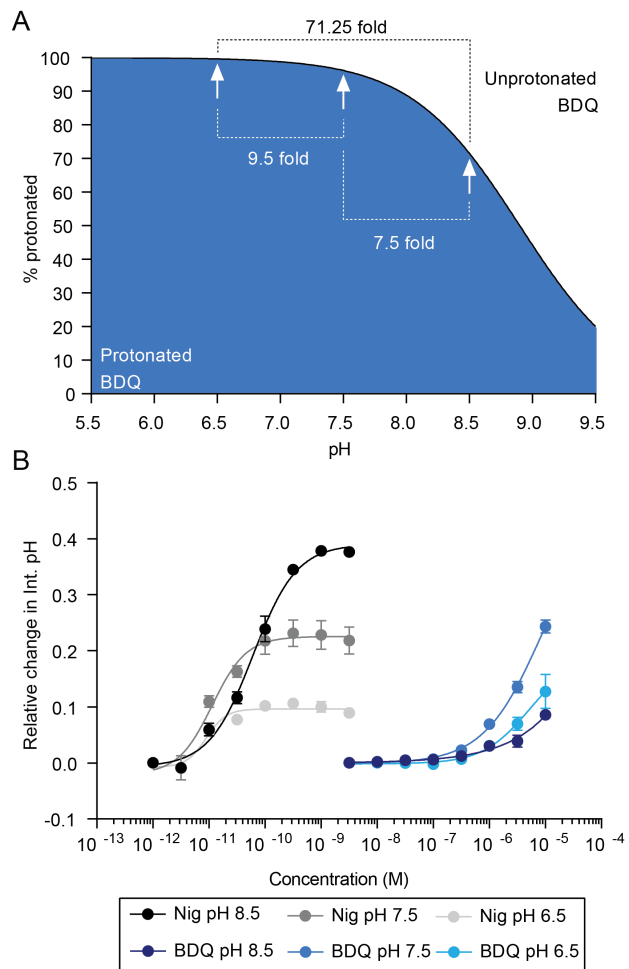 A
71.25 fold
100
90
80
70
60
50
40
30
20
10
0
% protonated
Unprotonated
BDQ
9.5 fold
7.5 fold
Protonated
BDQ
5.5 6.0 6.5 7.0 7.5 8.0 8.5 9.0 9.5
pH
B
0.5
0.4
0.3
0.2
0.1
0.0
-0.1
Relative change in Int. pH
10 -13 10 -12 10 -11 10 -10 10 -9 10 -8 10 -7 10 -6 10 -5 10 -4
Concentration (M)
Nig pH 8.5 Nig pH 7.5 Nig pH 6.5
BDQ pH 8.5 BDQ pH 7.5 BDQ pH 6.5